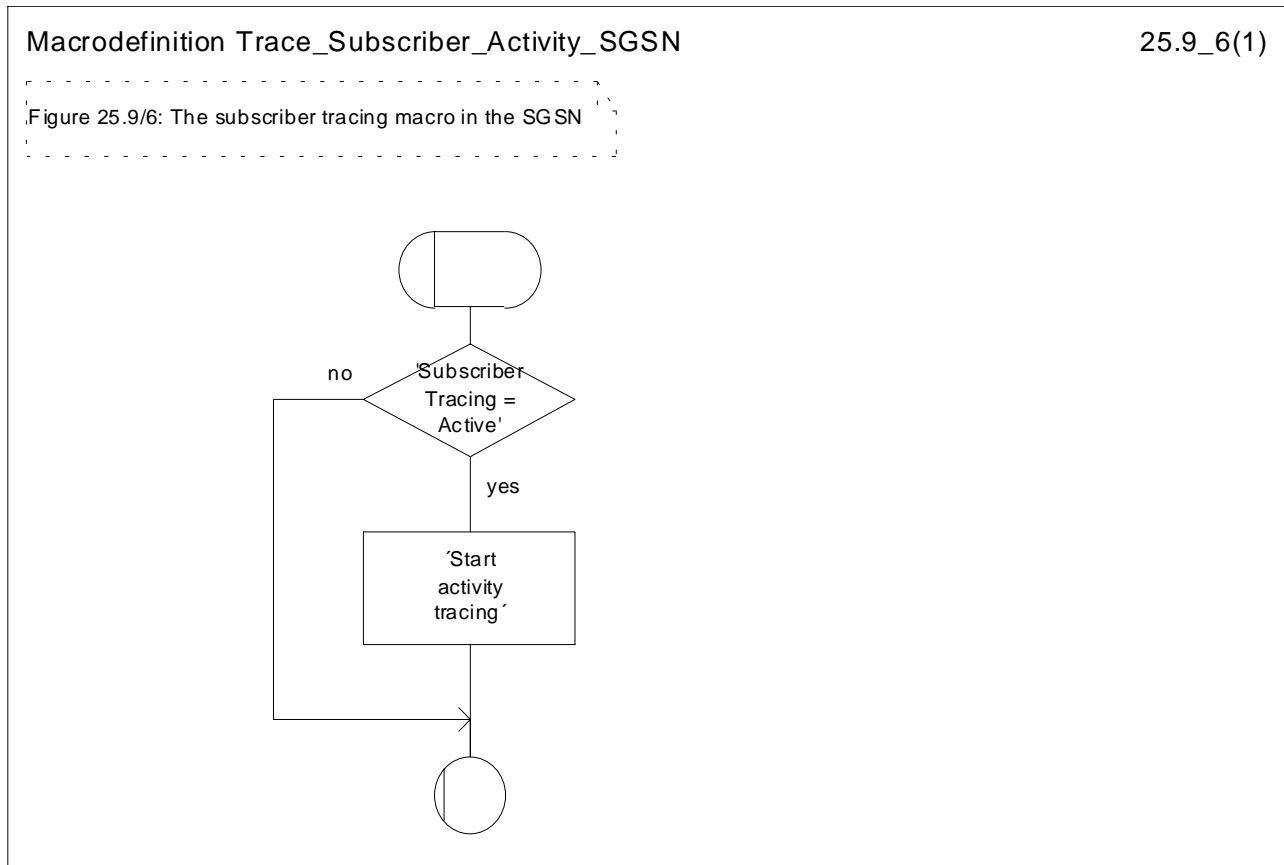 Macrodefinition Trace_Subscriber_Activity_SGSN
25.9_6(1)
Figure 25.9/6: The subscriber tracing macro in the SGSN
no
'Subscriber
Tracing =
Active'
yes
´Start
activity
tracing´